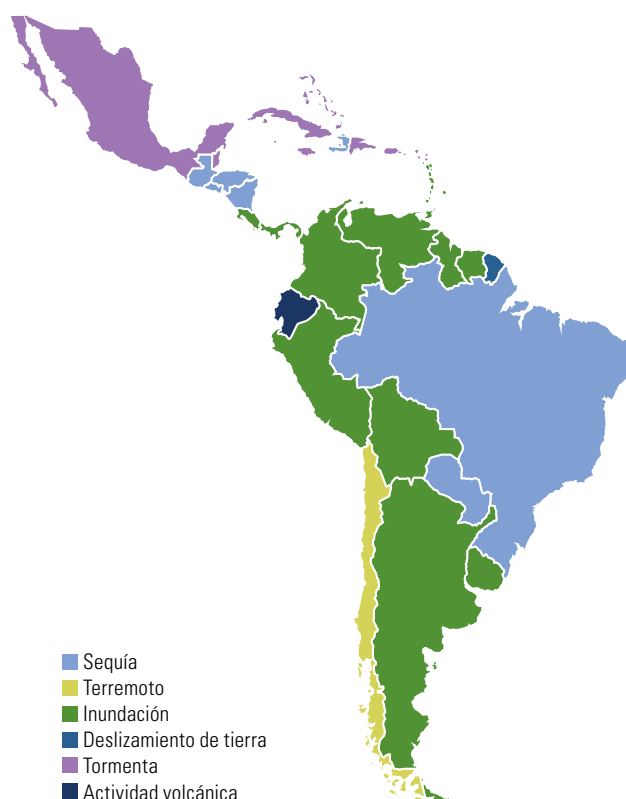 Sequía
Terremoto
Inundación
Deslizamiento de tierra
Tormenta
Actividad volcánica